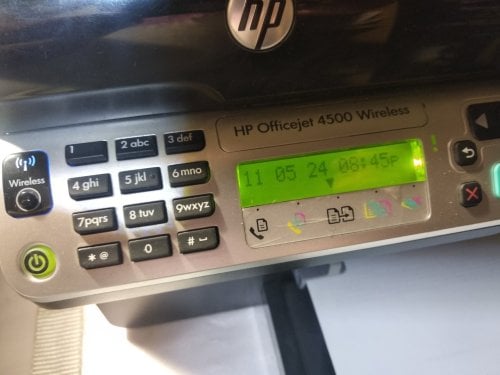 hp
HP Officejet 4500 Wireless
11 05 24 08:45P
Wireless
1
2 abc
3 def
4 ghi
5 jkl
6 mno
7pqrs
8 tuv
9wxyz
* @
0
#